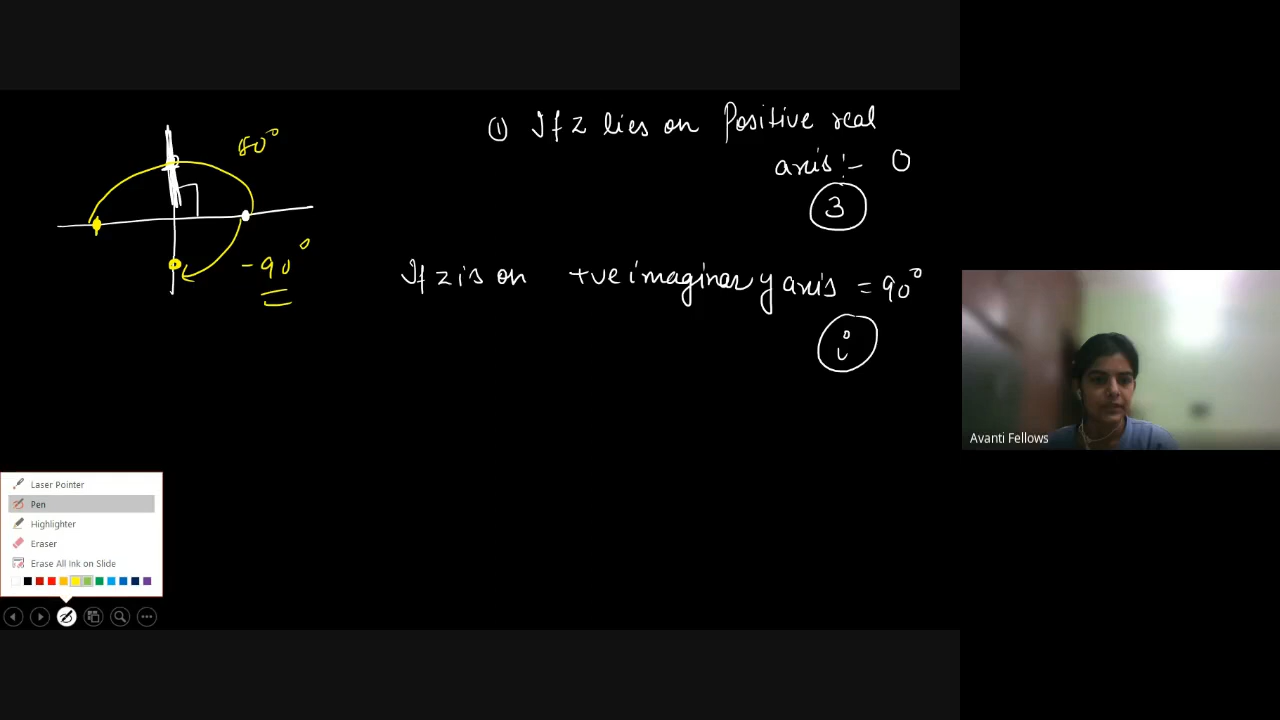 ① If z lies on Positive real
axis :- 0
3
If z is on +ve imaginary axis = 90°
i
180°
-90°
Avanti Fellows
Laser Pointer
Pen
Highlighter
Eraser
Erase All Ink on Slide